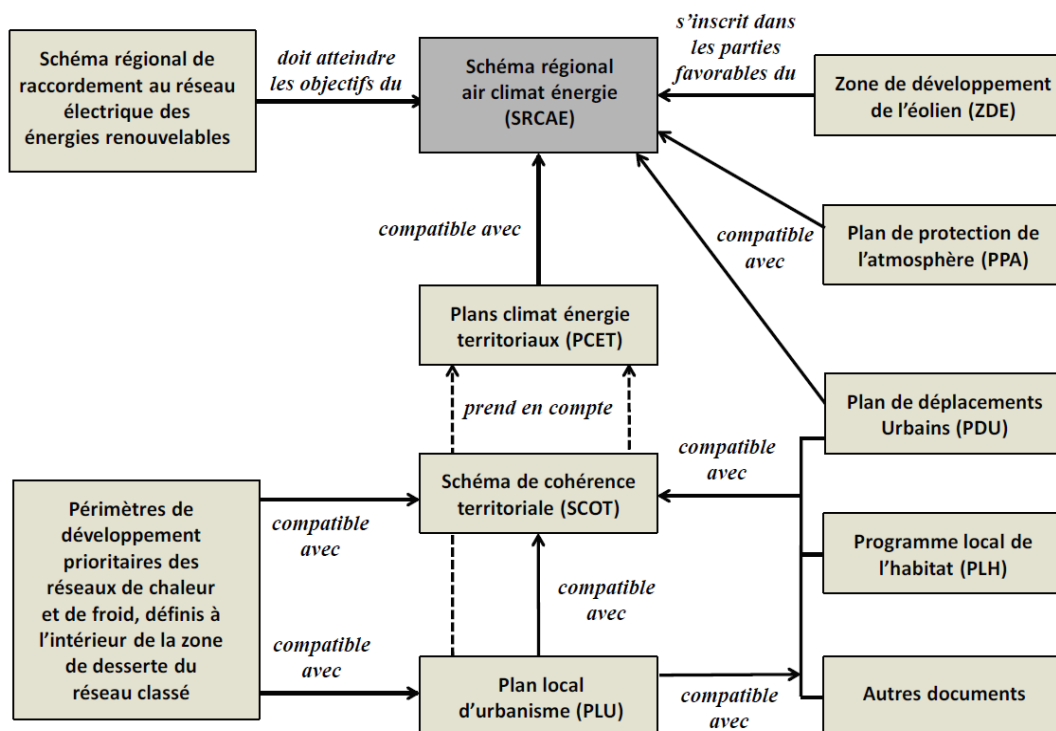 Schéma régional de
raccordement au réseau
électrique des
énergies renouvelables
doit atteindre
les objectifs du
Schéma régional
air climat énergie
(SRCAE)
s’inscrit dans
les parties
favorables du
Zone de développement
de l’éolien (ZDE)
compatible avec
compatible
avec
Plan de protection de
l’atmosphère (PPA)
Plans climat énergie
territoriaux (PCET)
prend en compte
Plan de déplacements
Urbains (PDU)
compatible
avec
Schéma de cohérence
territoriale (SCOT)
Périmètres de
développement
prioritaires des
réseaux de chaleur
et de froid, définis à
l’intérieur de la zone
de desserte du
réseau classé
compatible
avec
compatible
avec
compatible
avec
Programme local de
l’habitat (PLH)
Plan local
d’urbanisme (PLU)
compatible
avec
Autres documents